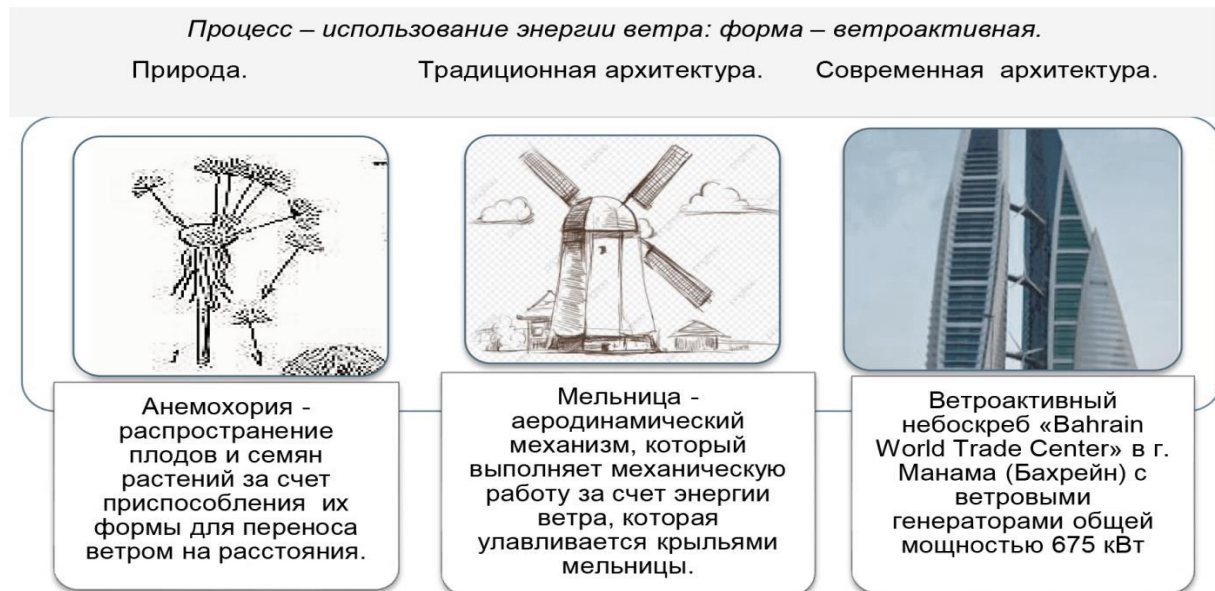 Процесс – использование энергии ветра: форма – ветроактивная.
Природа. Традиционная архитектура. Современная архитектура.
Анемохория -
распространение
плодов и семян
растений за счет
приспособления их
формы для переноса
ветром на расстояния.
Мельница -
аеродинамический
механизм, который
выполняет механическую
работу за счет энергии
ветра, которая
улавливается крыльями
мельницы.
Ветроактивный
небоскреб «Bahrain
World Trade Center» в г.
Манама (Бахрейн) с
ветровыми
генераторами общей
мощностью 675 кВт